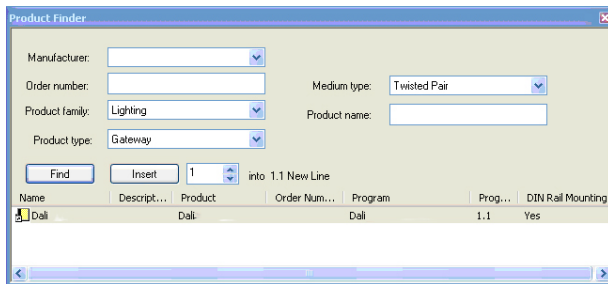 Product Finder
Manufacturer:
Order number:
Medium type: Twisted Pair
Product family: Lighting
Product name:
Product type: Gateway
Find Insert 1 into 1.1 New Line
Name Descript... Product Order Num... Program Prog... DIN Rail Mounting
Dali Dali Dali 1.1 Yes